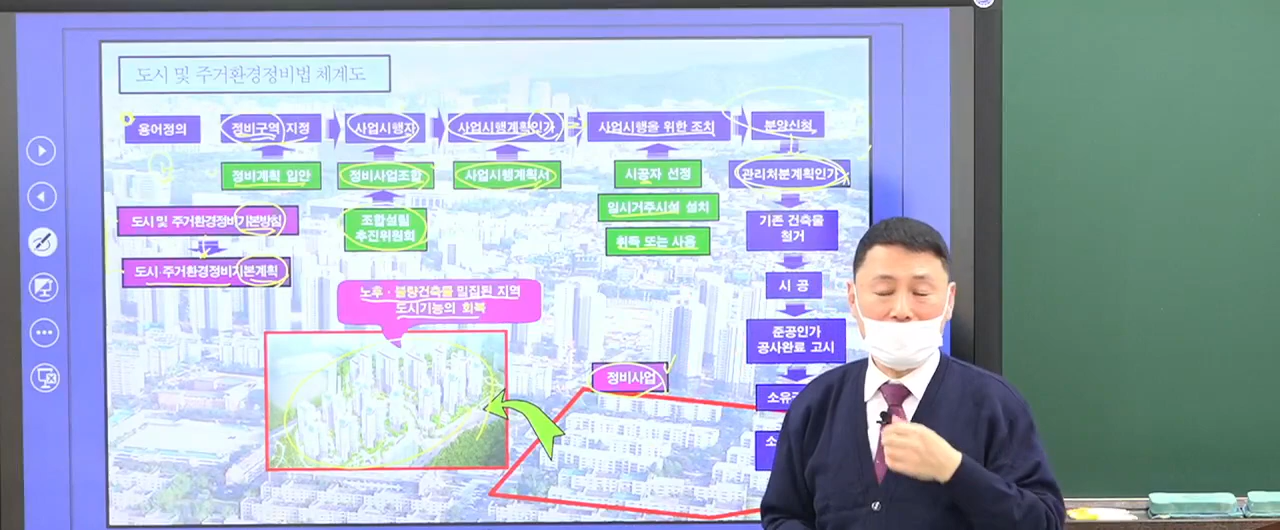 도시 및 주거환경정비법 체계도
용어정의
정비구역 지정
사업시행자
사업시행계획인가
사업시행을 위한 조치
분양신청
정비계획 입안
정비사업조합
사업시행계획서
시공자 선정
관리처분계획인가
도시 및 주거환경정비기본방침
조합설립
추진위원회
임시거주시설 설치
기존 건축물
철거
취득 또는 사용
도시·주거환경정비기본계획
시 공
노후·불량건축물 밀집된 지역
도시기능의 회복
준공인가
공사완료 고시
정비사업